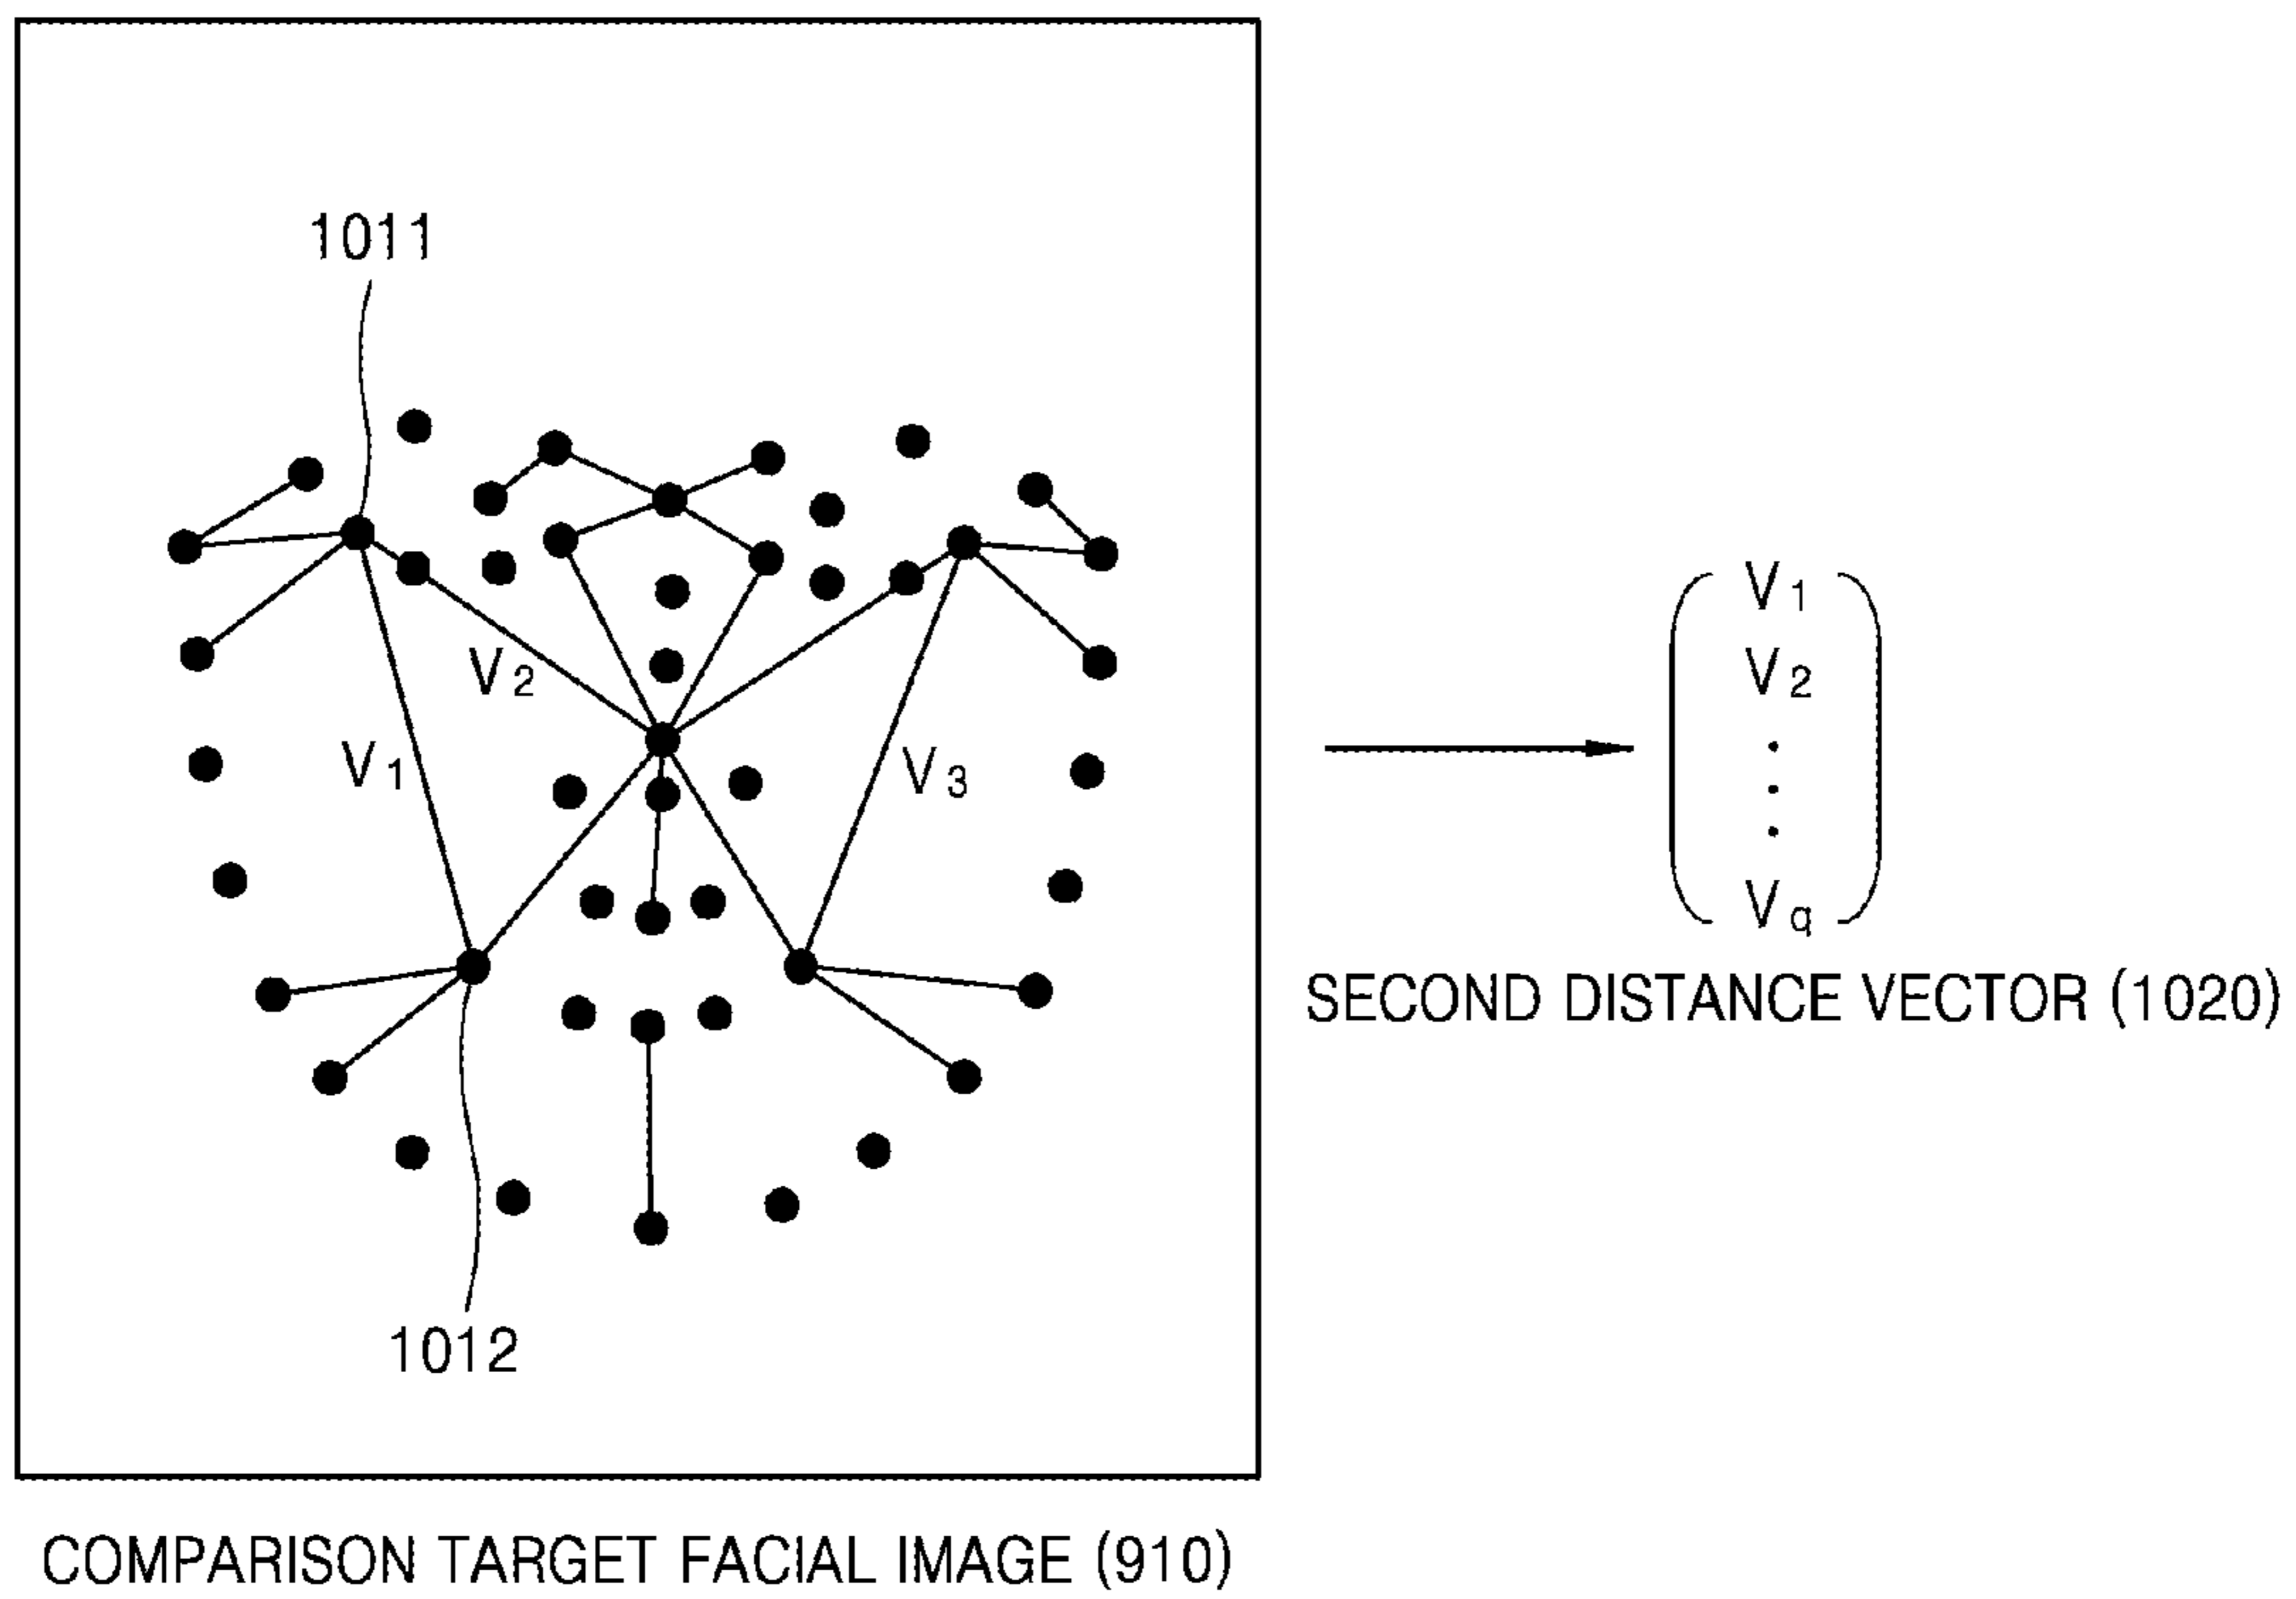 1011
V2
V1
V3
1012
COMPARISON TARGET FACIAL IMAGE (910)
V1
V2
.
.
.
Vq
SECOND DISTANCE VECTOR (1020)